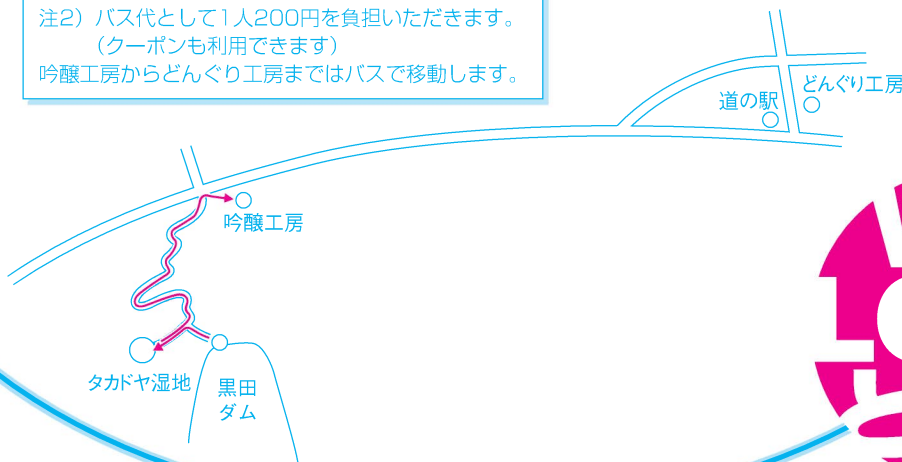 注2）バス代として1人200円を負担いただきます。
（クーポンも利用できます）
吟醸工房からどんぐり工房まではバスで移動します。
道の駅
どんぐり工房
吟醸工房
タカドヤ湿地
黒田
ダム